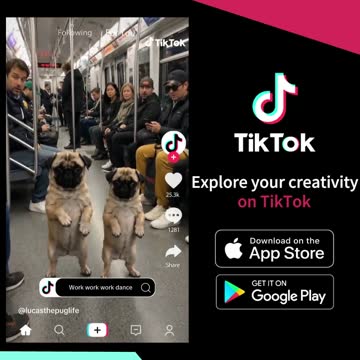 Following
For You
TikTok
25.3k
1281
Share
Work work work dance
@lucasthepuglife
TikTok
Explore your creativity
on TikTok
Download on the
App Store
GET IT ON
Google Play